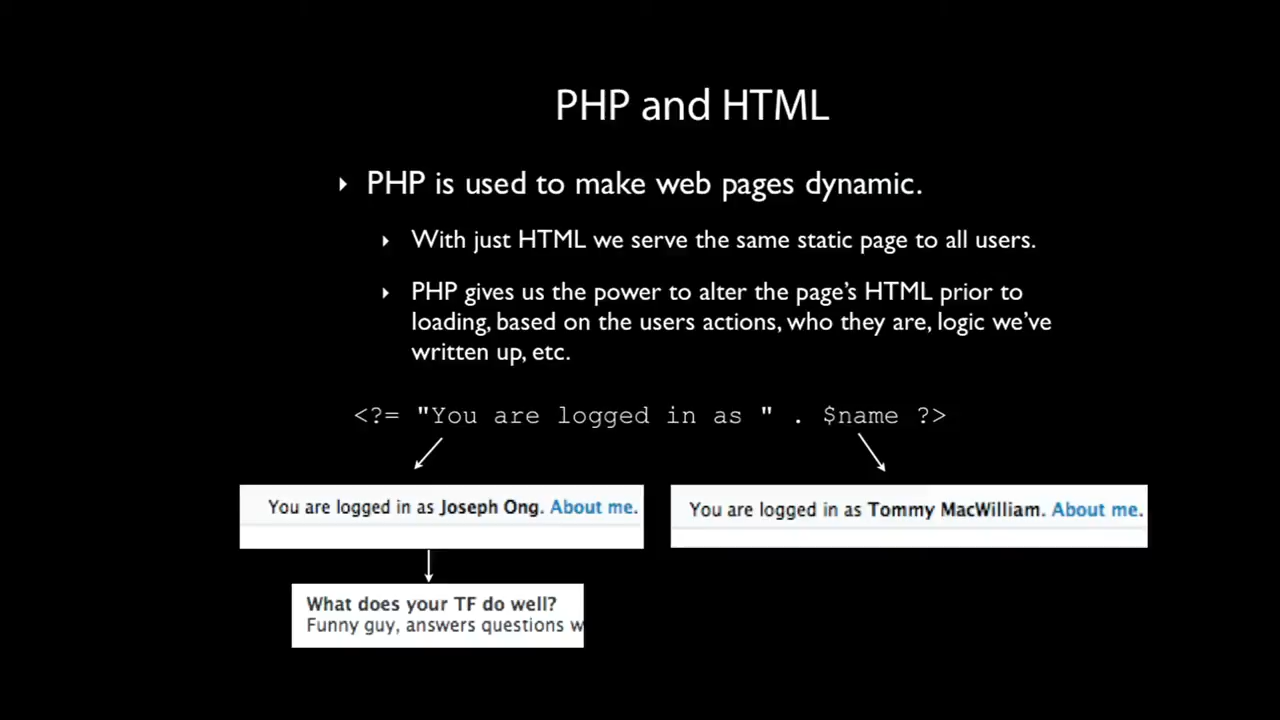 PHP and HTML
PHP is used to make web pages dynamic.
With just HTML we serve the same static page to all users.
PHP gives us the power to alter the page's HTML prior to
loading, based on the users actions, who they are, logic we've
written up, etc.
<?= "You are logged in as " . $name ?>
You are logged in as Joseph Ong. About me.
You are logged in as Tommy MacWilliam. About me.
What does your TF do well?
Funny guy, answers questions w